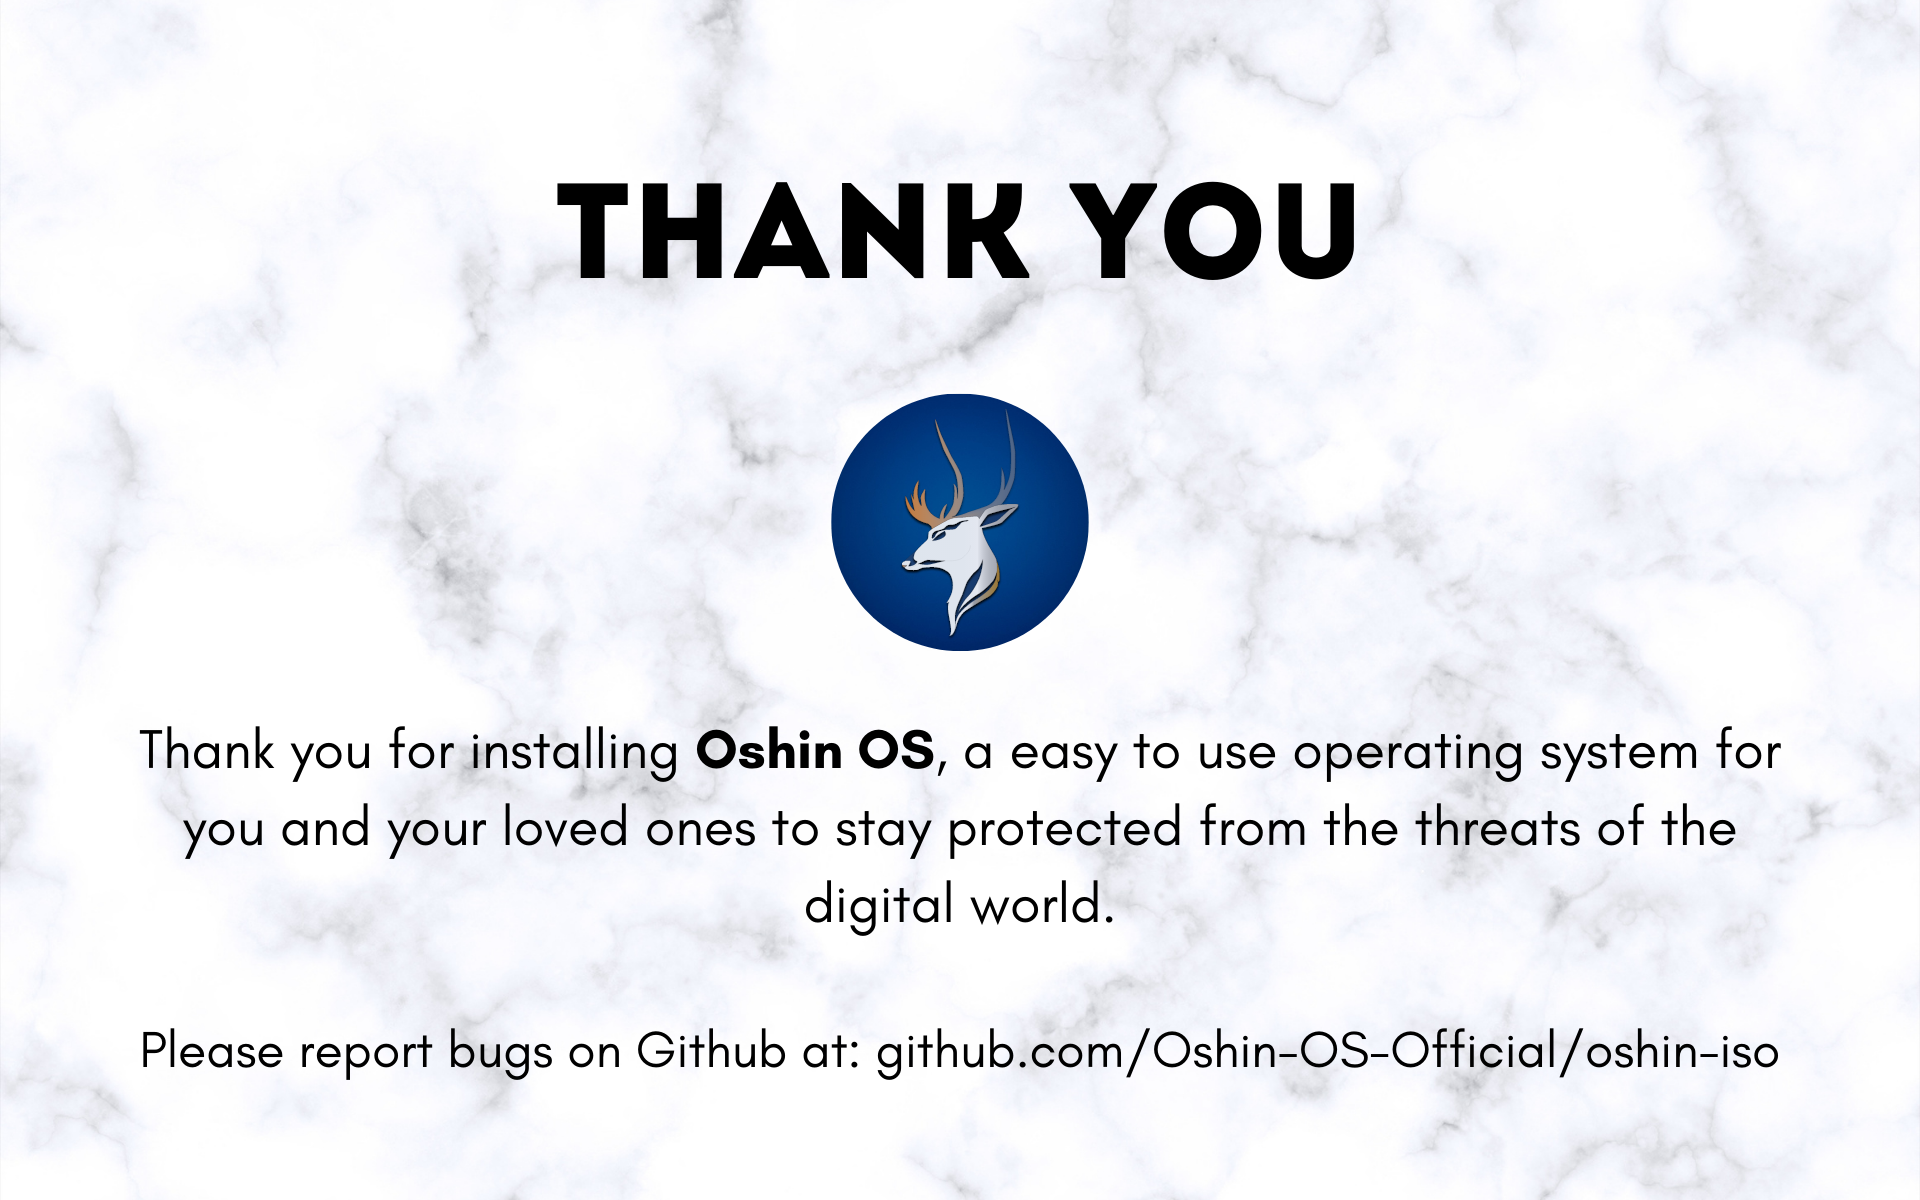 THANK YOU
Thank you for installing Oshin OS, a easy to use operating system for
you and your loved ones to stay protected from the threats of the
digital world.
Please report bugs on Github at: github.com/Oshin-OS-Official/oshin-iso